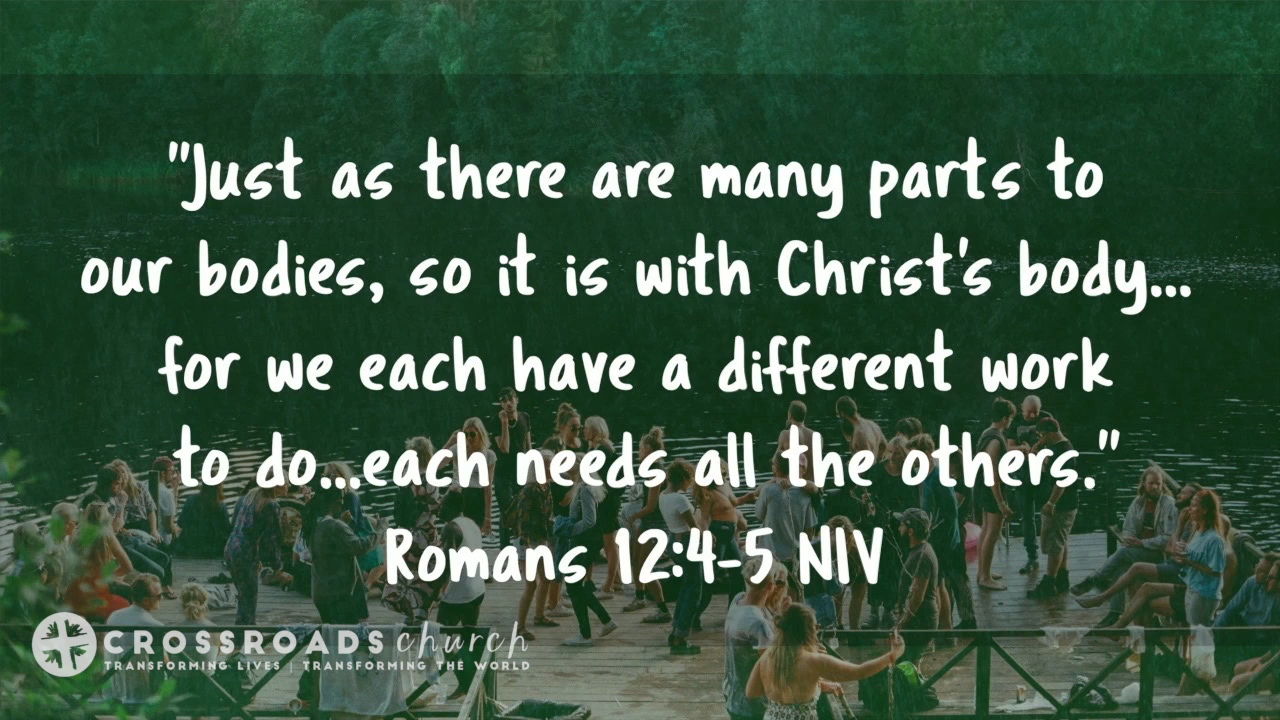 "Just as there are many parts to
our bodies, so it is with Christ's body...
for we each have a different work
to do...each needs all the others."
Romans 12:4-5 NIV
CROSSROADS church
TRANSFORMING LIVES | TRANSFORMING THE WORLD